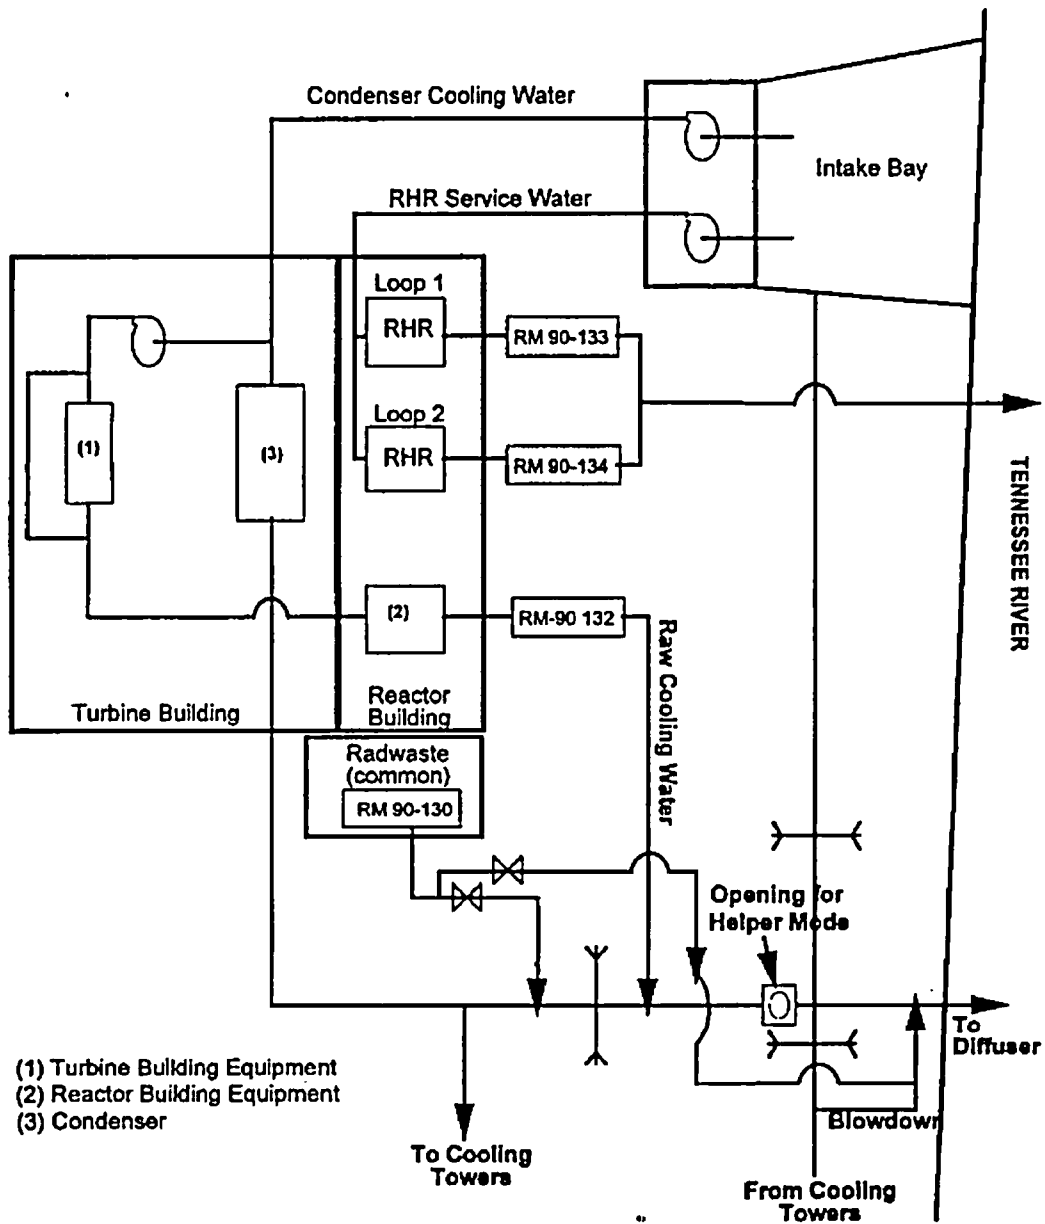 Condenser Cooling Water
Intake Bay
RHR Service Water
Loop 1
RHR
RM 90-133
Loop 2
RHR
RM 90-134
(1)
(3)
TENNESSEE RIVER
(2)
RM-90 132
Raw Cooling Water
Turbine Building
Reactor
Building
Radwaste
(common)
RM 90-130
Opening for
Helper Mode
To
Diffuser
(1) Turbine Building Equipment
(2) Reactor Building Equipment
(3) Condenser
Blowdown
To Cooling
Towers
From Cooling
Towers